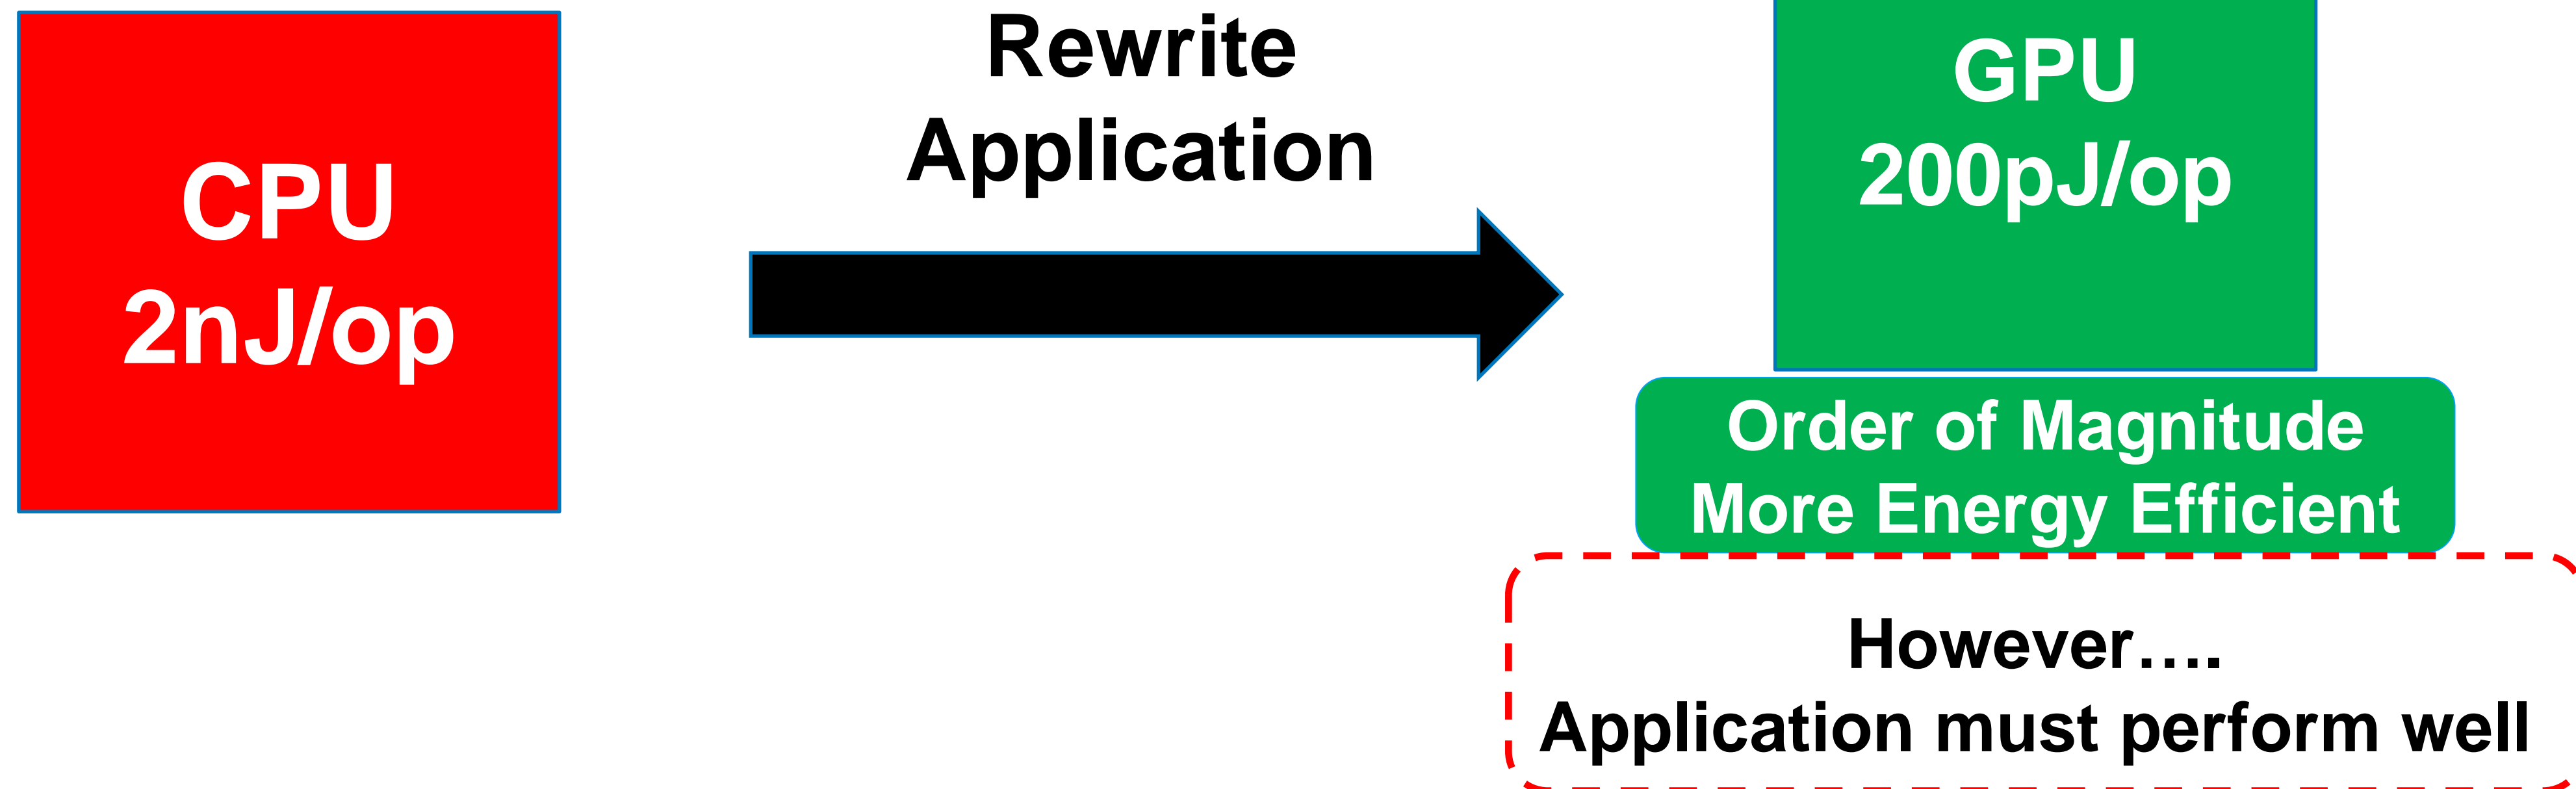 CPU
2nJ/op
Rewrite
Application
GPU
200pJ/op
Order of Magnitude
More Energy Efficient
However....
Application must perform well